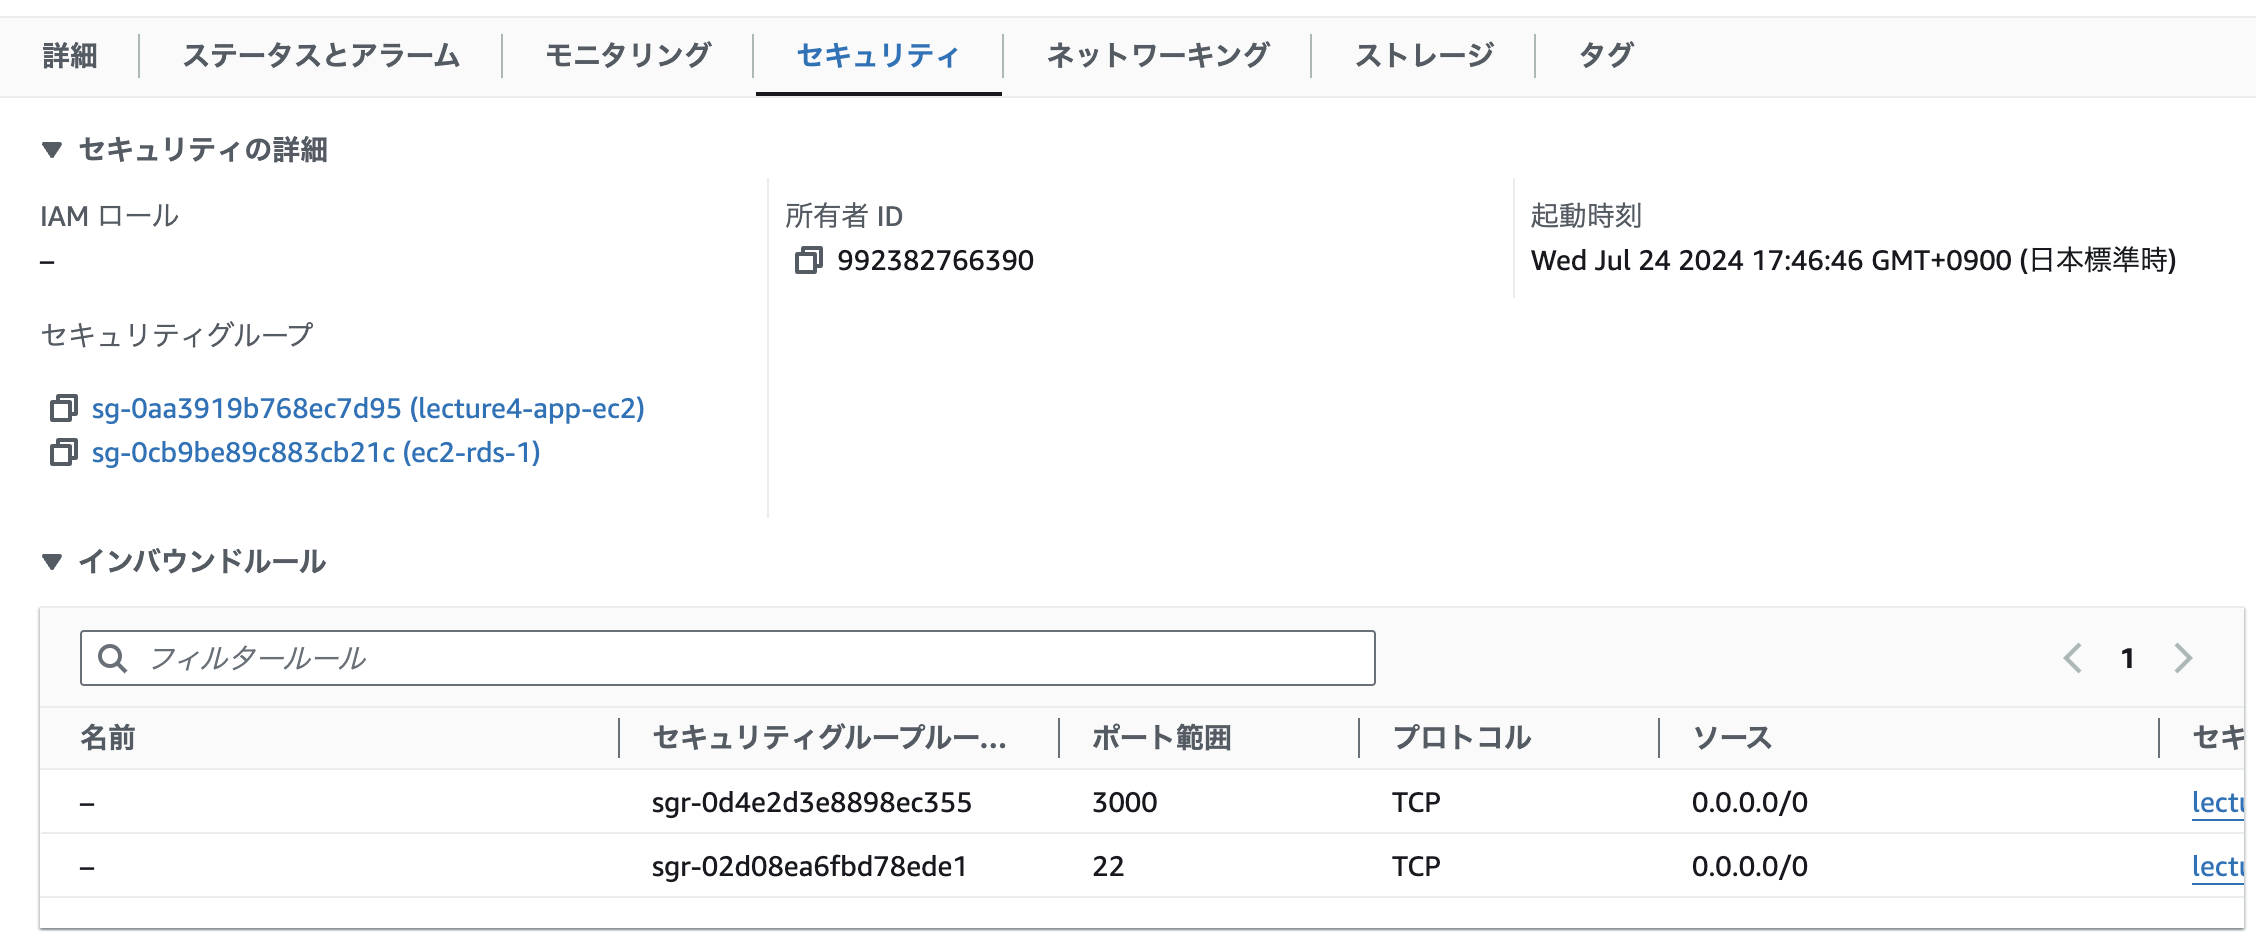 詳細 ステータスとアラーム モニタリング セキュリティ ネットワーキング ストレージ タグ
▼ セキュリティの詳細
IAM ロール
–
所有者 ID
992382766390
起動時刻
Wed Jul 24 2024 17:46:46 GMT+0900 (日本標準時)
セキュリティグループ
sg-0aa3919b768ec7d95 (lecture4-app-ec2)
sg-0cb9be89c883cb21c (ec2-rds-1)
▼ インバウンドルール
フィルタールール
1
名前 セキュリティグループルー... ポート範囲 プロトコル ソース セキ
– sgr-0d4e2d3e8898ec355 3000 TCP 0.0.0.0/0 lectu
– sgr-02d08ea6fbd78ede1 22 TCP 0.0.0.0/0 lectu